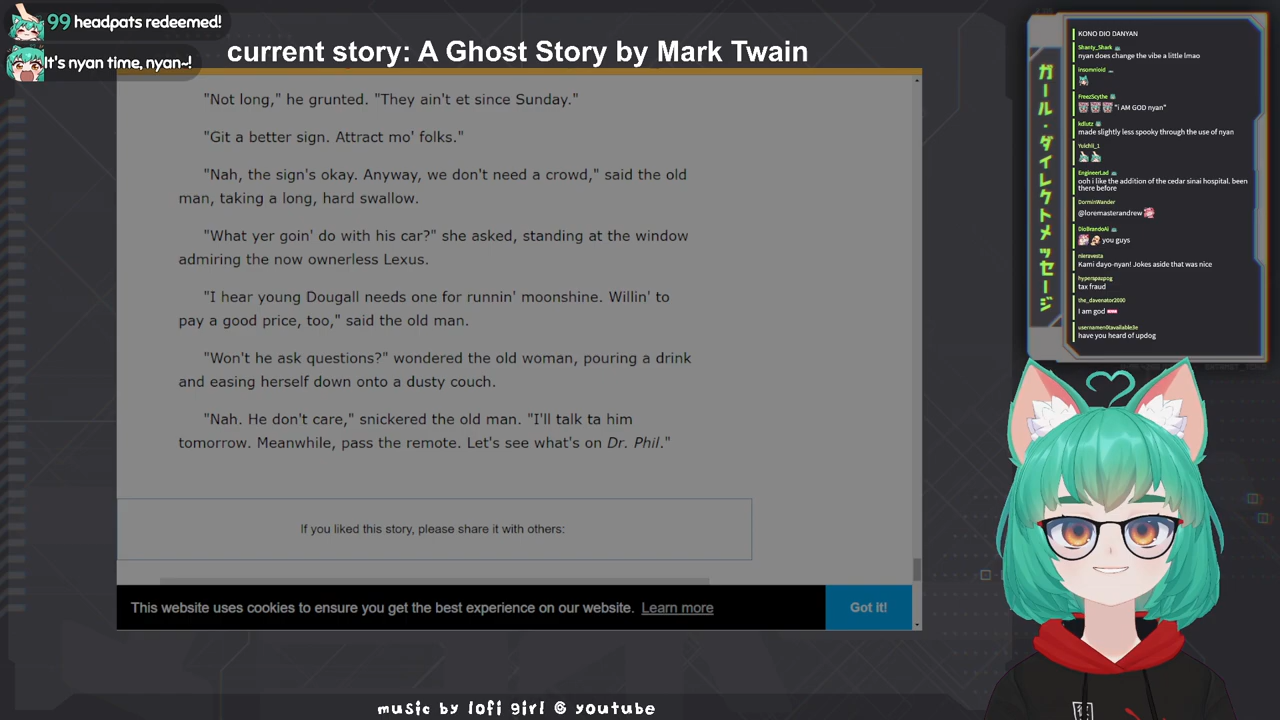 99 headpats redeemed!
It's nyan time, nyan~!
current story: A Ghost Story by Mark Twain
"Not long," he grunted. "They ain't et since Sunday."
"Git a better sign. Attract mo' folks."
"Nah, the sign's okay. Anyway, we don't need a crowd," said the old
man, taking a long, hard swallow.
"What yer goin' do with his car?" she asked, standing at the window
admiring the now ownerless Lexus.
"I hear young Dougall needs one for runnin' moonshine. Willin' to
pay a good price, too," said the old man.
"Won't he ask questions?" wondered the old woman, pouring a drink
and easing herself down onto a dusty couch.
"Nah. He don't care," snickered the old man. "I'll talk ta him
tomorrow. Meanwhile, pass the remote. Let's see what's on Dr. Phil."
If you liked this story, please share it with others:
This website uses cookies to ensure you get the best experience on our website. Learn more
Got it!
music by lofi girl @ youtube
ガール・ダイレクトメッセージ
KONO DIO DANYAN
Shanty_Shark
nyan does change the vibe a little lmao
insomnioid
FreezScythe
"i AM GOD nyan"
kdlutz
made slightly less spooky through the use of nyan
Yuichii_1
EngineerLad
ooh i like the addition of the cedar sinai hospital. been
there before
DorminWander
@loremasterandrew
DioBrandoAi
you guys
nieravesta
Kami dayo-nyan! Jokes aside that was nice
hyperspaspog
tax fraud
the_davenator2000
I am god
have you heard of updog